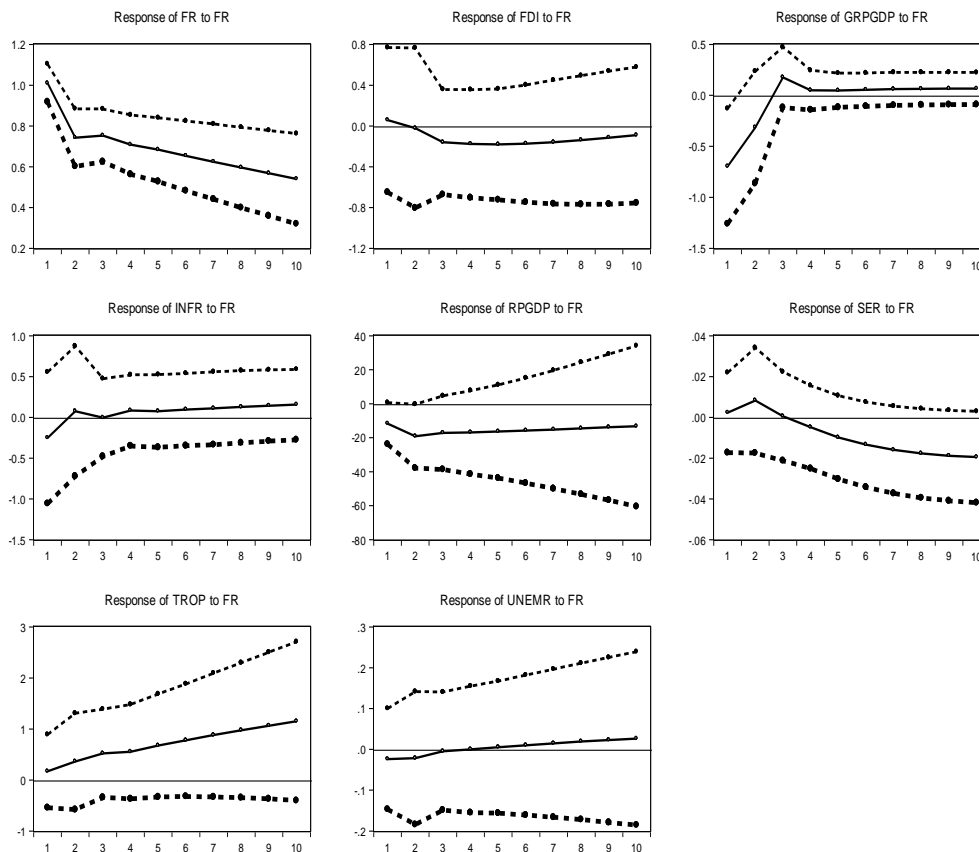 Response of FR to FR
1.2
1.0
0.8
0.6
0.4
0.2
1 2 3 4 5 6 7 8 9 10
Response of FDI to FR
0.8
0.4
0.0
-0.4
-0.8
-1.2
1 2 3 4 5 6 7 8 9 10
Response of GRPGDP to FR
0.5
0.0
-0.5
-1.0
-1.5
1 2 3 4 5 6 7 8 9 10
Response of INFR to FR
1.0
0.5
0.0
-0.5
-1.0
-1.5
1 2 3 4 5 6 7 8 9 10
Response of RPGDP to FR
40
20
0
-20
-40
-60
-80
1 2 3 4 5 6 7 8 9 10
Response of SER to FR
.04
.02
.00
-.02
-.04
-.06
1 2 3 4 5 6 7 8 9 10
Response of TROP to FR
3
2
1
0
-1
1 2 3 4 5 6 7 8 9 10
Response of UNEMR to FR
.3
.2
.1
.0
-.1
-.2
1 2 3 4 5 6 7 8 9 10